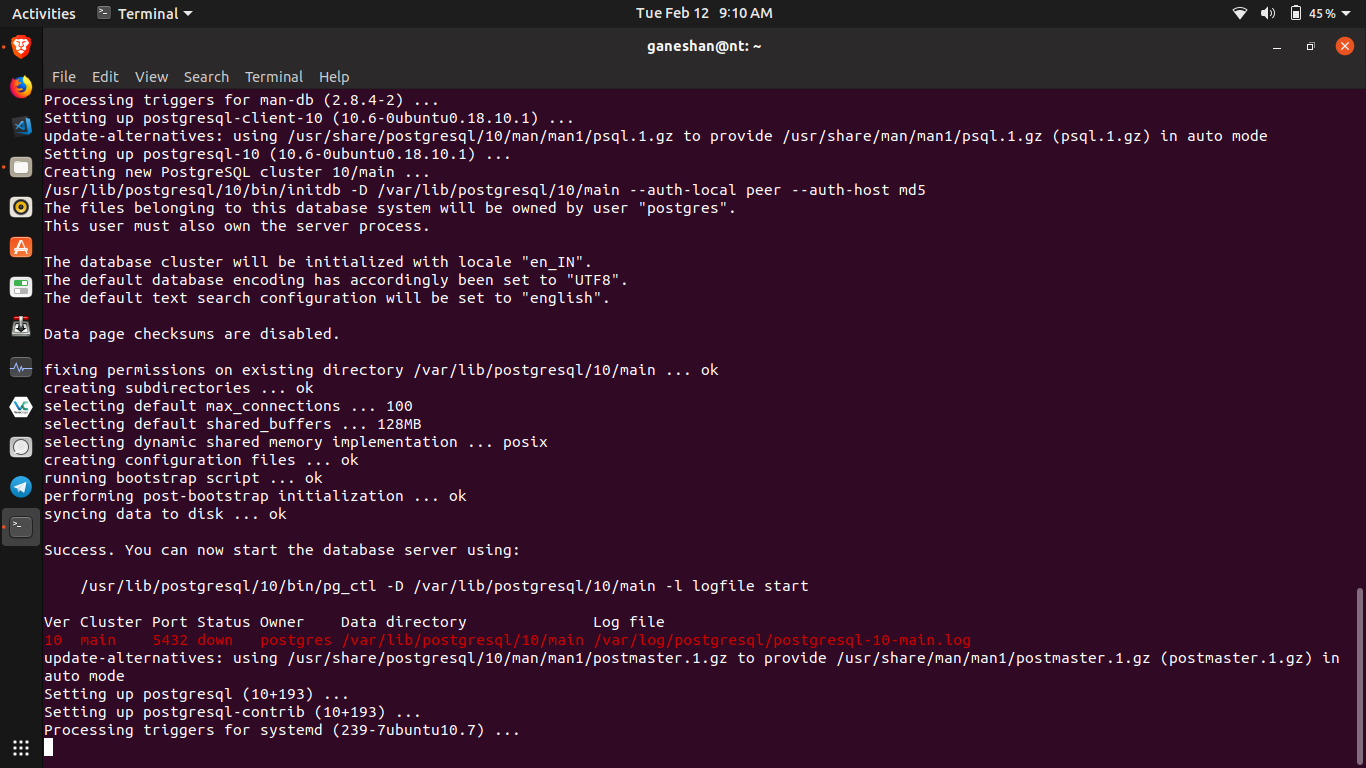 Activities Terminal Tue Feb 12 9:10 AM 45%
ganeshan@nt: ~
File Edit View Search Terminal Help
Processing triggers for man-db (2.8.4-2) ...
Setting up postgresql-client-10 (10.6-0ubuntu0.18.10.1) ...
update-alternatives: using /usr/share/postgresql/10/man/man1/psql.1.gz to provide /usr/share/man/man1/psql.1.gz (psql.1.gz) in auto mode
Setting up postgresql-10 (10.6-0ubuntu0.18.10.1) ...
Creating new PostgreSQL cluster 10/main ...
/usr/lib/postgresql/10/bin/initdb -D /var/lib/postgresql/10/main --auth-local peer --auth-host md5
The files belonging to this database system will be owned by user "postgres".
This user must also own the server process.

The database cluster will be initialized with locale "en_IN".
The default database encoding has accordingly been set to "UTF8".
The default text search configuration will be set to "english".

Data page checksums are disabled.

fixing permissions on existing directory /var/lib/postgresql/10/main ... ok
creating subdirectories ... ok
selecting default max_connections ... 100
selecting default shared_buffers ... 128MB
selecting dynamic shared memory implementation ... posix
creating configuration files ... ok
running bootstrap script ... ok
performing post-bootstrap initialization ... ok
syncing data to disk ... ok

Success. You can now start the database server using:

    /usr/lib/postgresql/10/bin/pg_ctl -D /var/lib/postgresql/10/main -l logfile start

Ver Cluster Port Status Owner    Data directory              Log file
10  main    5432 down   postgres /var/lib/postgresql/10/main /var/log/postgresql/postgresql-10-main.log
update-alternatives: using /usr/share/postgresql/10/man/man1/postmaster.1.gz to provide /usr/share/man/man1/postmaster.1.gz (postmaster.1.gz) in
auto mode
Setting up postgresql (10+193) ...
Setting up postgresql-contrib (10+193) ...
Processing triggers for systemd (239-7ubuntu10.7) ...